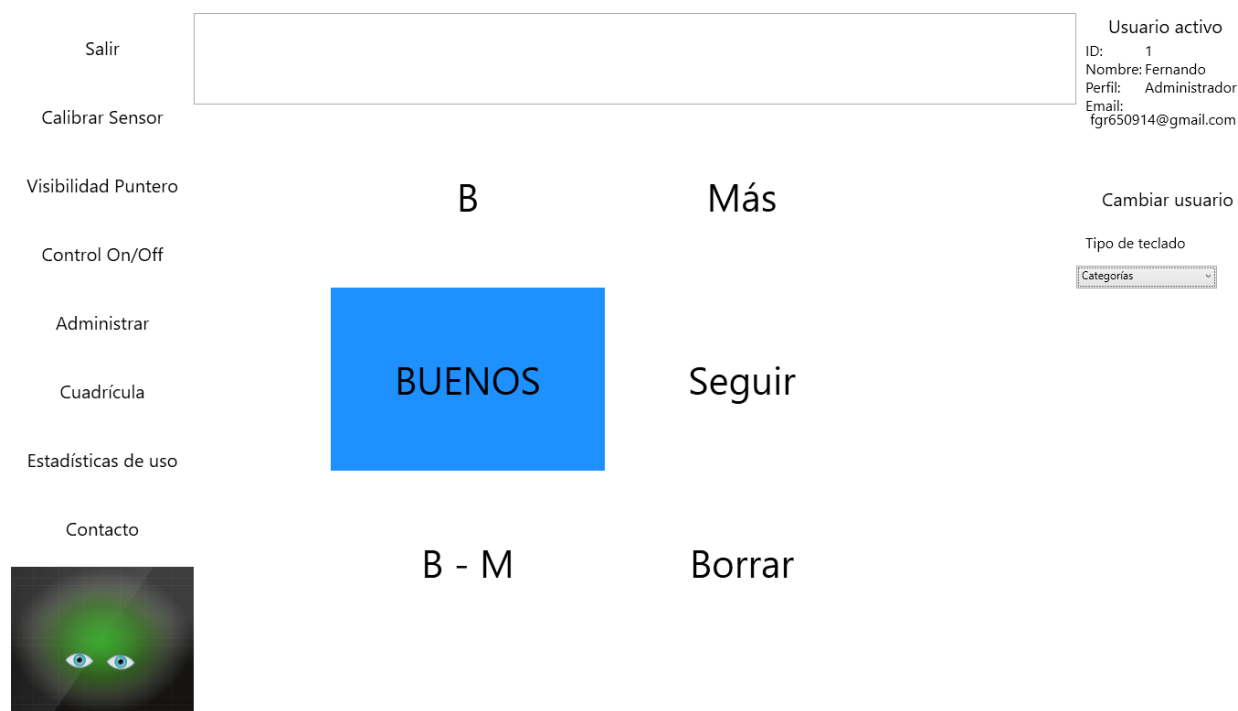 Salir
Calibrar Sensor
Visibilidad Puntero
Control On/Off
Administrar
Cuadrícula
Estadísticas de uso
Contacto
B
Más
BUENOS
Seguir
B - M
Borrar
Usuario activo
ID: 1
Nombre: Fernando
Perfil: Administrador
Email:
fgr650914@gmail.com
Cambiar usuario
Tipo de teclado
Categorías